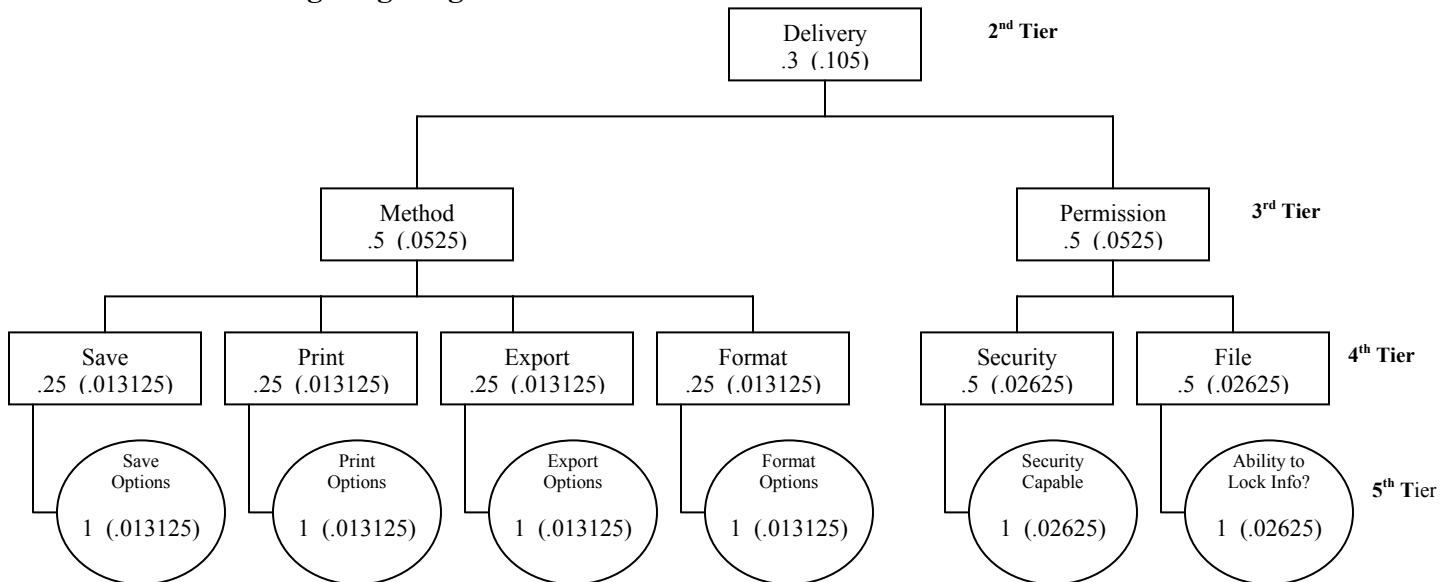 Delivery
.3 (.105)
2nd Tier
Method
.5 (.0525)
Permission
.5 (.0525)
3rd Tier
Save
.25 (.013125)
Print
.25 (.013125)
Export
.25 (.013125)
Format
.25 (.013125)
Security
.5 (.02625)
File
.5 (.02625)
4th Tier
Save
Options
1 (.013125)
Print
Options
1 (.013125)
Export
Options
1 (.013125)
Format
Options
1 (.013125)
Security
Capable
1 (.02625)
Ability to
Lock Info?
1 (.02625)
5th Tier